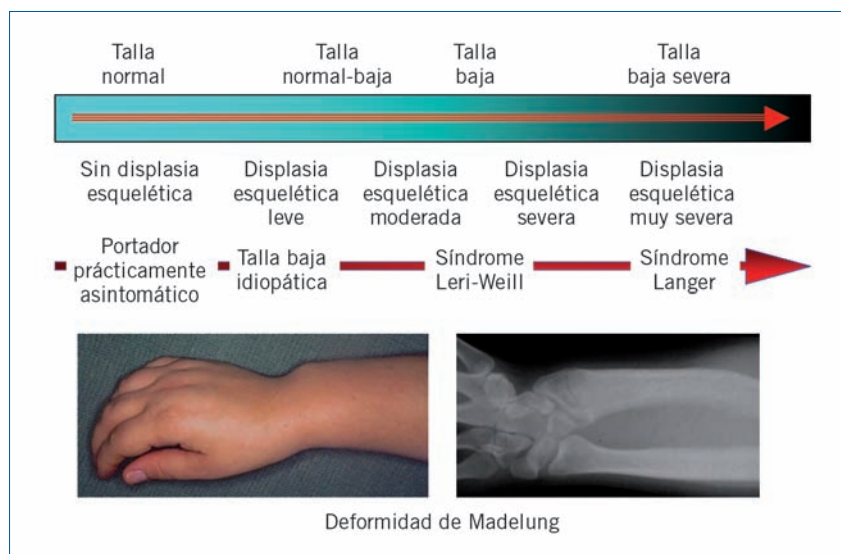 Talla
normal
Talla
normal-baja
Talla
baja
Talla
baja severa
Sin displasia
esquelética
Displasia
esquelética
leve
Displasia
esquelética
moderada
Displasia
esquelética
severa
Displasia
esquelética
muy severa
Portador
prácticamente
asintomático
Talla baja
idiopática
Síndrome
Leri-Weill
Síndrome
Langer
Deformidad de Madelung